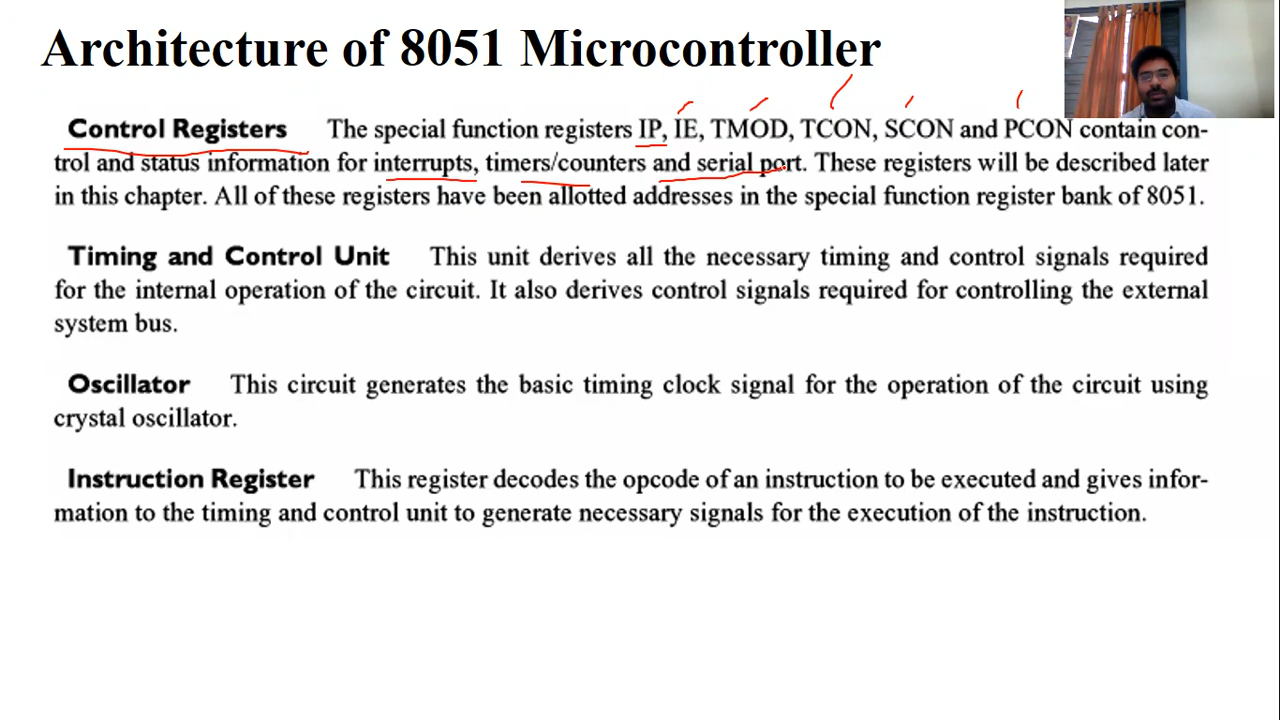 Architecture of 8051 Microcontroller
Control Registers The special function registers IP, IE, TMOD, TCON, SCON and PCON contain con-
trol and status information for interrupts, timers/counters and serial port. These registers will be described later
in this chapter. All of these registers have been allotted addresses in the special function register bank of 8051.
Timing and Control Unit This unit derives all the necessary timing and control signals required
for the internal operation of the circuit. It also derives control signals required for controlling the external
system bus.
Oscillator This circuit generates the basic timing clock signal for the operation of the circuit using
crystal oscillator.
Instruction Register This register decodes the opcode of an instruction to be executed and gives infor-
mation to the timing and control unit to generate necessary signals for the execution of the instruction.